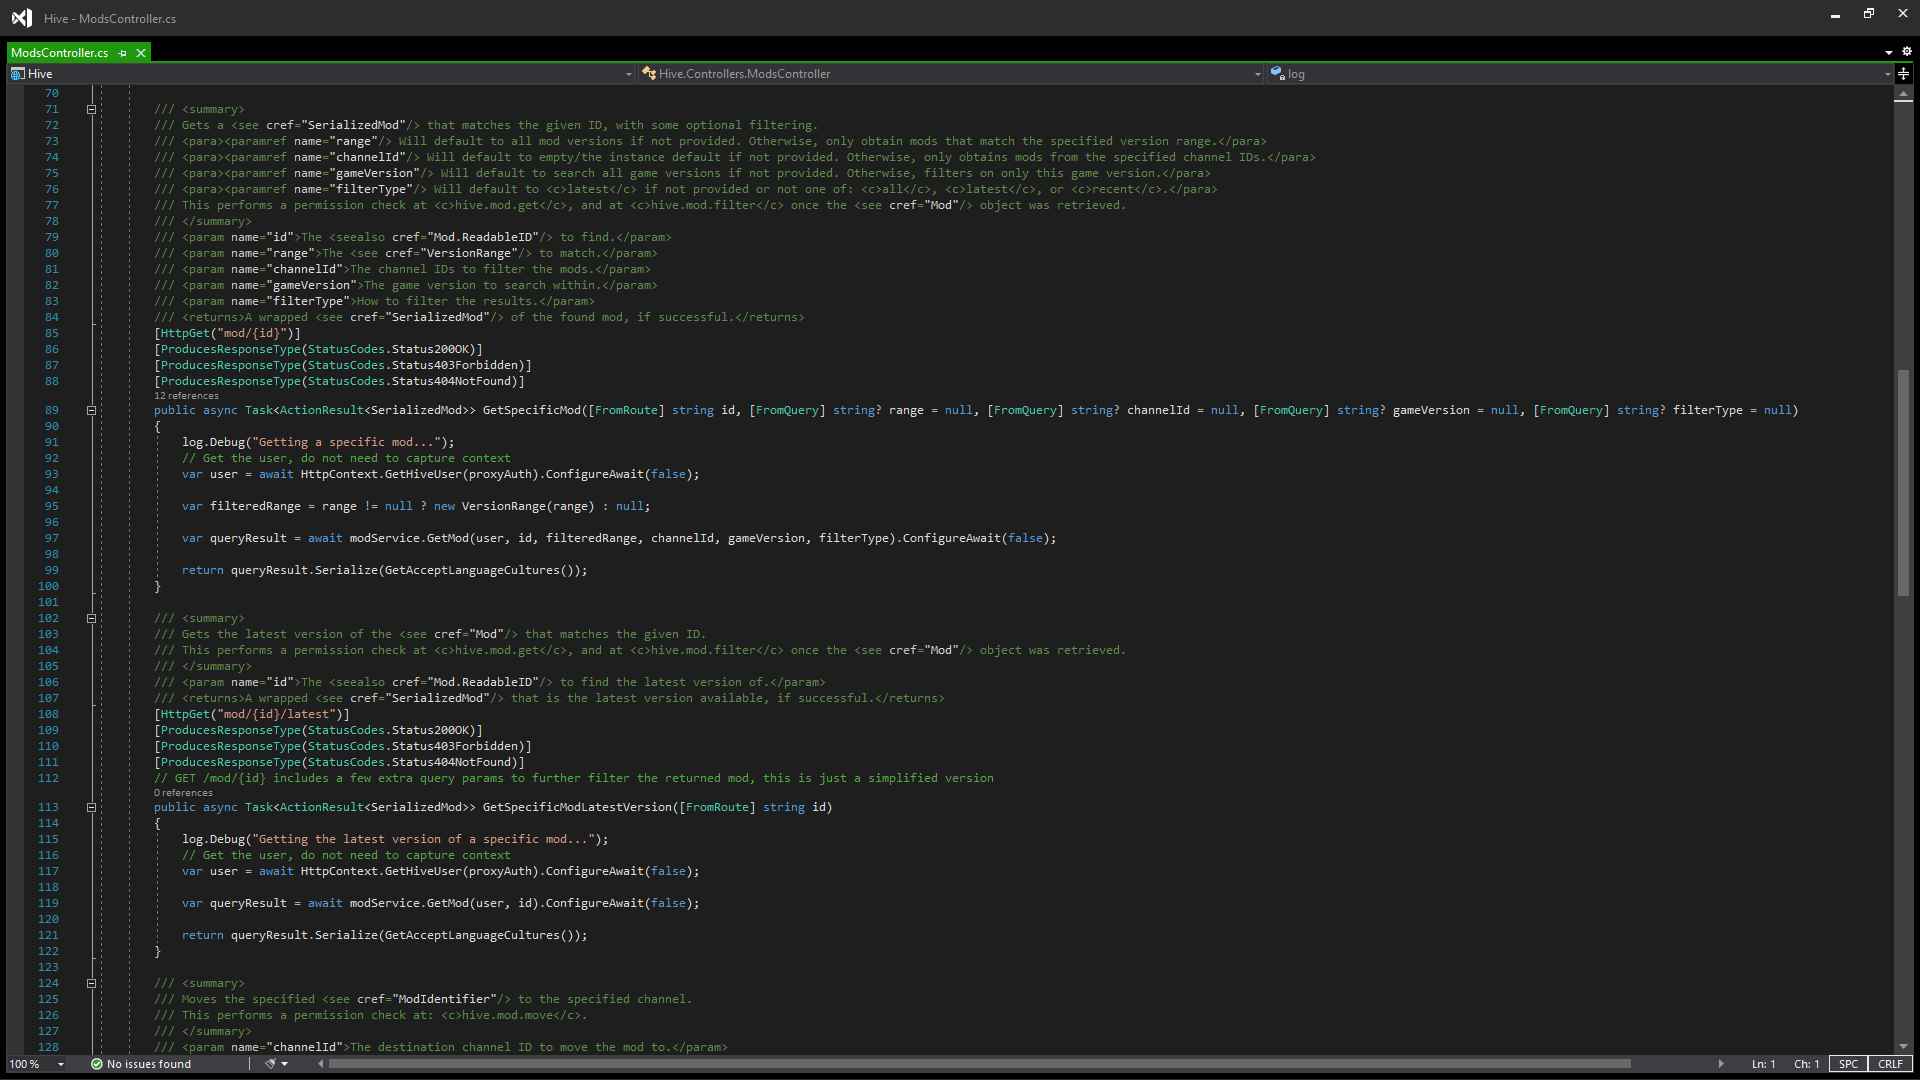 Hive - ModsController.cs
ModsController.cs
Hive
Hive.Controllers.ModsController
log
70
71 /// <summary>
72 /// Gets a <see cref="SerializedMod"/> that matches the given ID, with some optional filtering.
73 /// <para><paramref name="range"/> Will default to all mod versions if not provided. Otherwise, only obtain mods that match the specified version range.</para>
74 /// <para><paramref name="channelId"/> Will default to empty/the instance default if not provided. Otherwise, only obtains mods from the specified channel IDs.</para>
75 /// <para><paramref name="gameVersion"/> Will default to search all game versions if not provided. Otherwise, filters on only this game version.</para>
76 /// <para><paramref name="filterType"/> Will default to <c>latest</c> if not provided or not one of: <c>all</c>, <c>latest</c>, or <c>recent</c>.</para>
77 /// This performs a permission check at <c>hive.mod.get</c>, and at <c>hive.mod.filter</c> once the <see cref="Mod"/> object was retrieved.
78 /// </summary>
79 /// <param name="id">The <seealso cref="Mod.ReadableID"/> to find.</param>
80 /// <param name="range">The <see cref="VersionRange"/> to match.</param>
81 /// <param name="channelId">The channel IDs to filter the mods.</param>
82 /// <param name="gameVersion">The game version to search within.</param>
83 /// <param name="filterType">How to filter the results.</param>
84 /// <returns>A wrapped <see cref="SerializedMod"/> of the found mod, if successful.</returns>
85 [HttpGet("mod/{id}")]
86 [ProducesResponseType(StatusCodes.Status200OK)]
87 [ProducesResponseType(StatusCodes.Status403Forbidden)]
88 [ProducesResponseType(StatusCodes.Status404NotFound)]
12 references
89 public async Task<ActionResult<SerializedMod>> GetSpecificMod([FromRoute] string id, [FromQuery] string? range = null, [FromQuery] string? channelId = null, [FromQuery] string? gameVersion = null, [FromQuery] string? filterType = null)
90 {
91 log.Debug("Getting a specific mod...");
92 // Get the user, do not need to capture context
93 var user = await HttpContext.GetHiveUser(proxyAuth).ConfigureAwait(false);
94
95 var filteredRange = range != null ? new VersionRange(range) : null;
96
97 var queryResult = await modService.GetMod(user, id, filteredRange, channelId, gameVersion, filterType).ConfigureAwait(false);
98
99 return queryResult.Serialize(GetAcceptLanguageCultures());
100 }
101
102 /// <summary>
103 /// Gets the latest version of the <see cref="Mod"/> that matches the given ID.
104 /// This performs a permission check at <c>hive.mod.get</c>, and at <c>hive.mod.filter</c> once the <see cref="Mod"/> object was retrieved.
105 /// </summary>
106 /// <param name="id">The <seealso cref="Mod.ReadableID"/> to find the latest version of.</param>
107 /// <returns>A wrapped <see cref="SerializedMod"/> that is the latest version available, if successful.</returns>
108 [HttpGet("mod/{id}/latest")]
109 [ProducesResponseType(StatusCodes.Status200OK)]
110 [ProducesResponseType(StatusCodes.Status403Forbidden)]
111 [ProducesResponseType(StatusCodes.Status404NotFound)]
112 // GET /mod/{id} includes a few extra query params to further filter the returned mod, this is just a simplified version
0 references
113 public async Task<ActionResult<SerializedMod>> GetSpecificModLatestVersion([FromRoute] string id)
114 {
115 log.Debug("Getting the latest version of a specific mod...");
116 // Get the user, do not need to capture context
117 var user = await HttpContext.GetHiveUser(proxyAuth).ConfigureAwait(false);
118
119 var queryResult = await modService.GetMod(user, id).ConfigureAwait(false);
120
121 return queryResult.Serialize(GetAcceptLanguageCultures());
122 }
123
124 /// <summary>
125 /// Moves the specified <see cref="ModIdentifier"/> to the specified channel.
126 /// This performs a permission check at: <c>hive.mod.move</c>.
127 /// </summary>
128 /// <param name="channelId">The destination channel ID to move the mod to.</param>
100 %
No issues found
Ln: 1
Ch: 1
SPC
CRLF